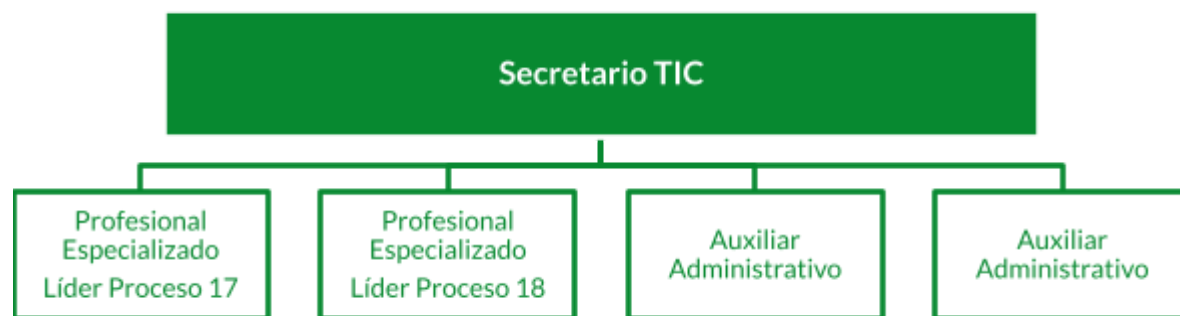 Secretario TIC
Profesional
Especializado
Líder Proceso 17
Profesional
Especializado
Líder Proceso 18
Auxiliar
Administrativo
Auxiliar
Administrativo